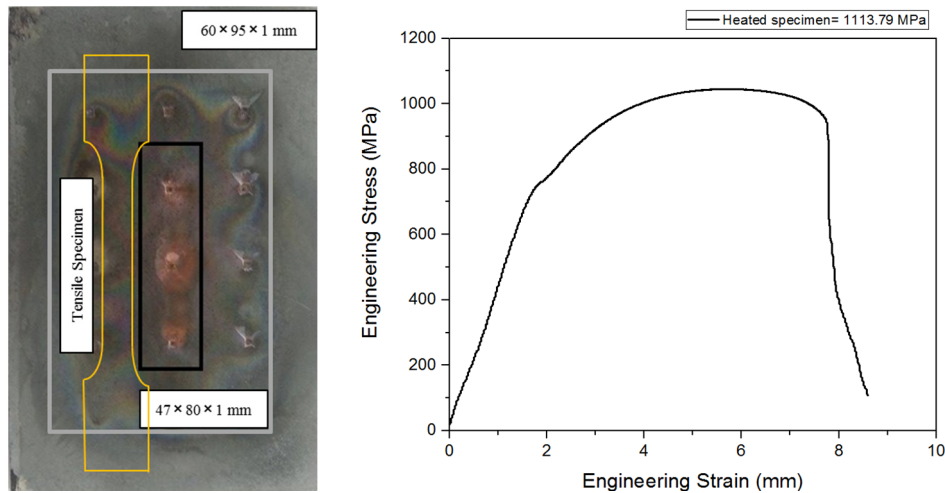 60 × 95 × 1 mm
Tensile Specimen
47 × 80 × 1 mm
Heated specimen= 1113.79 MPa
1200
1000
800
600
400
200
0
Engineering Stress (MPa)
0 2 4 6 8 10
Engineering Strain (mm)